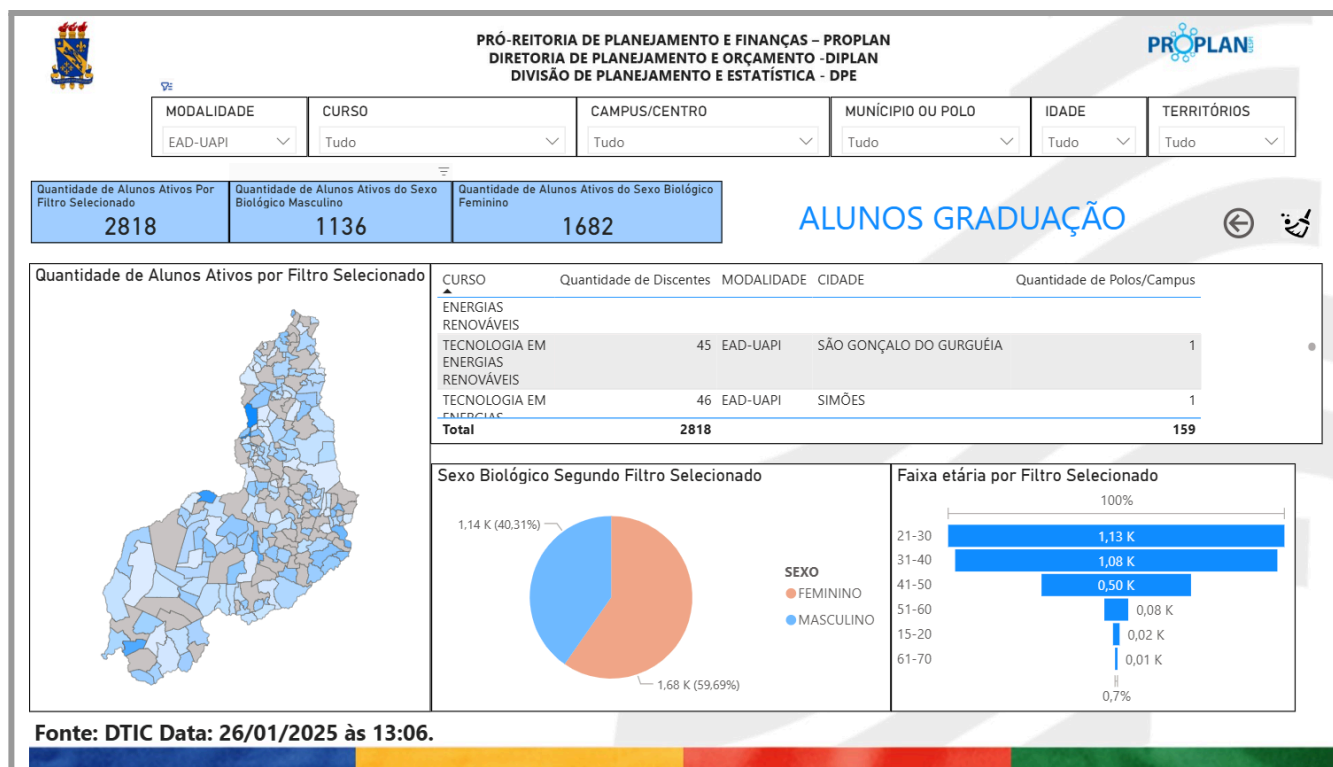 PRÓ-REITORIA DE PLANEJAMENTO E FINANÇAS – PROPLAN
DIRETORIA DE PLANEJAMENTO E ORÇAMENTO -DIPLAN
DIVISÃO DE PLANEJAMENTO E ESTATÍSTICA - DPE
PROPLAN
MODALIDADE
EAD-UAPI
CURSO
Tudo
CAMPUS/CENTRO
Tudo
MUNÍCIPIO OU POLO
Tudo
IDADE
Tudo
TERRITÓRIOS
Tudo
Quantidade de Alunos Ativos Por
Filtro Selecionado
2818
Quantidade de Alunos Ativos do Sexo
Biológico Masculino
1136
Quantidade de Alunos Ativos do Sexo Biológico
Feminino
1682
ALUNOS GRADUAÇÃO
Quantidade de Alunos Ativos por Filtro Selecionado
CURSO Quantidade de Discentes MODALIDADE CIDADE Quantidade de Polos/Campus
ENERGIAS
RENOVÁVEIS
TECNOLOGIA EM 45 EAD-UAPI SÃO GONÇALO DO GURGUÉIA 1
ENERGIAS
RENOVÁVEIS
TECNOLOGIA EM 46 EAD-UAPI SIMÕES 1
ENERGIAS
Total 2818 159
Sexo Biológico Segundo Filtro Selecionado
1,14 K (40,31%)
1,68 K (59,69%)
SEXO
FEMININO
MASCULINO
Faixa etária por Filtro Selecionado
100%
21-30 1,13 K
31-40 1,08 K
41-50 0,50 K
51-60 0,08 K
15-20 0,02 K
61-70 0,01 K
0,7%
Fonte: DTIC Data: 26/01/2025 às 13:06.